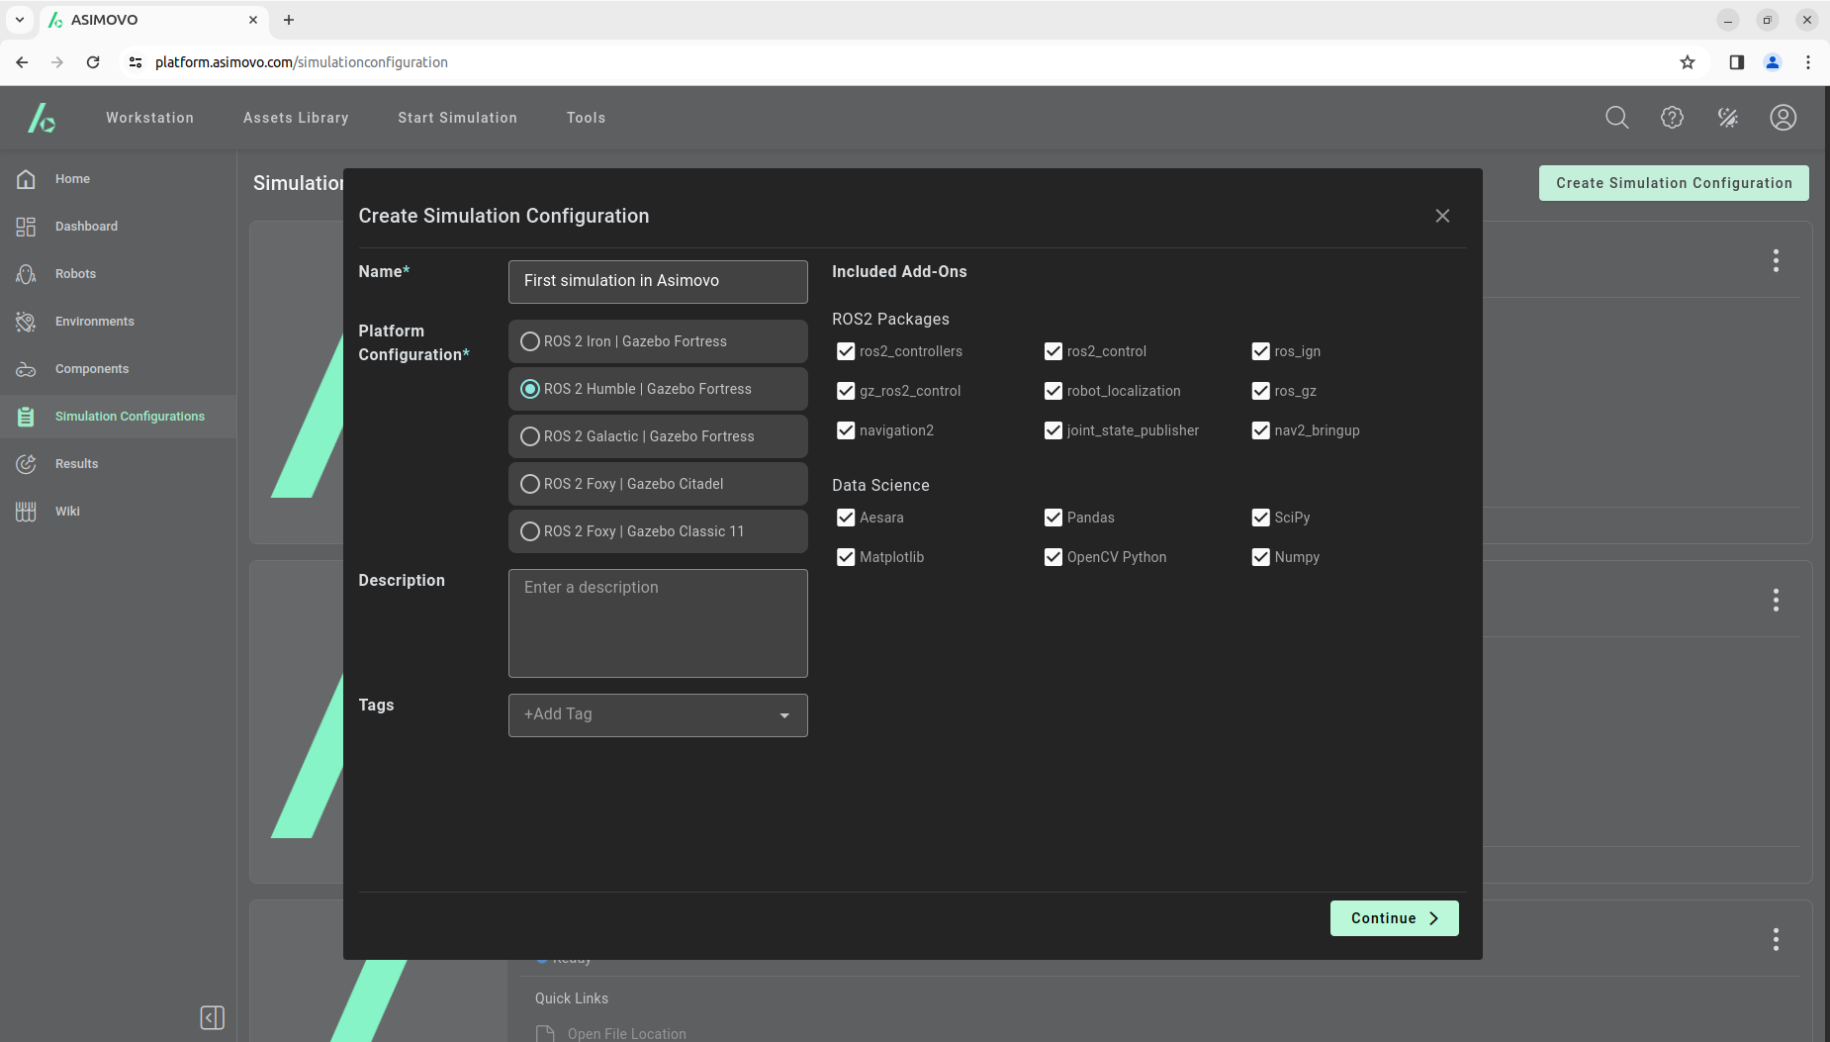 ASIMOVO
platform.asimovo.com/simulationconfiguration
Workstation
Assets Library
Start Simulation
Tools
Home
Dashboard
Robots
Environments
Components
Simulation Configurations
Results
Wiki
Simulation
Create Simulation Configuration
Create Simulation Configuration
Name*
First simulation in Asimovo
Platform
Configuration*
ROS 2 Iron | Gazebo Fortress
ROS 2 Humble | Gazebo Fortress
ROS 2 Galactic | Gazebo Fortress
ROS 2 Foxy | Gazebo Citadel
ROS 2 Foxy | Gazebo Classic 11
Description
Enter a description
Tags
+Add Tag
Included Add-Ons
ROS2 Packages
ros2_controllers
ros2_control
ros_ign
gz_ros2_control
robot_localization
ros_gz
navigation2
joint_state_publisher
nav2_bringup
Data Science
Aesara
Pandas
SciPy
Matplotlib
OpenCV Python
Numpy
Continue
Ready
Quick Links
Open File Location